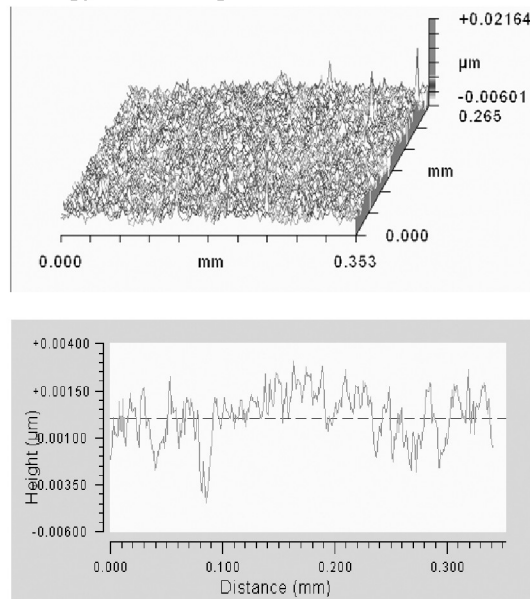 +0.02164
µm
-0.00601
0.265
mm
0.000
0.000 mm 0.353
+0.00400
+0.00150
-0.00100
-0.00350
-0.00600
Height (µm)
0.000 0.100 0.200 0.300
Distance (mm)